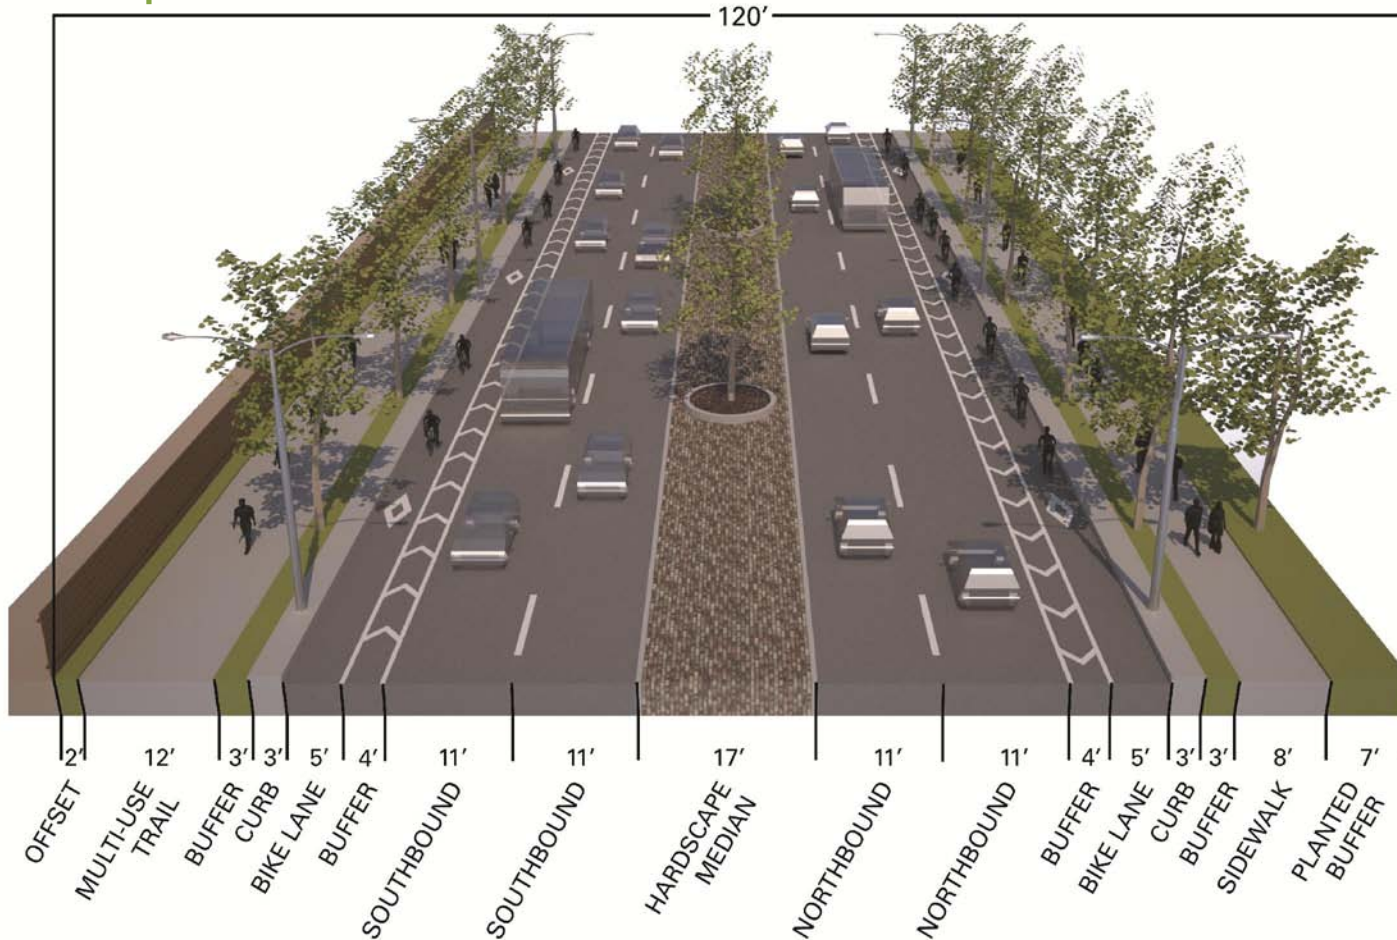 120′
2′ 12′ 3′ 3′ 5′ 4′ 11′ 11′ 17′ 11′ 11′ 4′ 5′ 3′ 3′ 8′ 7′
OFFSET
MULTI-USE
TRAIL
BUFFER
CURB
BIKE LANE
BUFFER
SOUTHBOUND
SOUTHBOUND
HARDSCAPE
MEDIAN
NORTHBOUND
NORTHBOUND
BUFFER
BIKE LANE
CURB
BUFFER
SIDEWALK
PLANTED
BUFFER